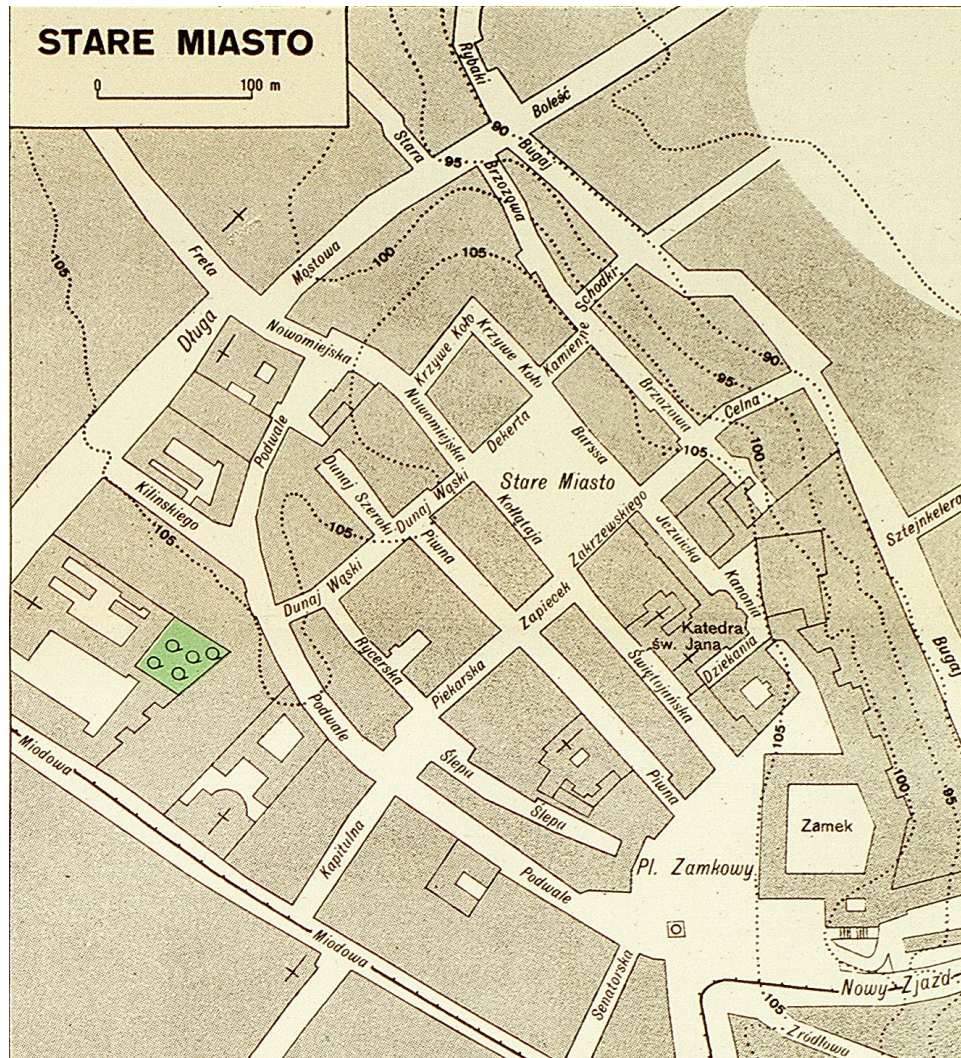 STARE MIASTO
0 100 m
Rybaki
Boleść
Stara
90
Bugaj
95
Brzozowa
105
Freta
Mostowa
100
105
Schodki
Długa
Nowomiejska
Krzywe Koło
Krzywe Koło
Kamienne
90
95
Nowomiejska
Dekerta
Brzozowa
Celna
Podwale
Barssa
105
100
Dunaj Szeroki
Dunaj Wąski
Stare Miasto
Kołłątaja
Zakrzewskiego
Jezuicka
Kilińskiego
105
105
Piwna
Sztejnkelera
Dunaj Wąski
Zapiecek
Kanonia
Katedra
św. Jana
Dziekania
Rycerska
Piekarska
Świętojańska
Bugaj
Podwale
105
Miodowa
Ślepa
Piwna
100
95
Ślepa
Zamek
Kapitulna
Podwale
Pl. Zamkowy
Miodowa
Senatorska
Nowy Zjazd
105
Źródłowa